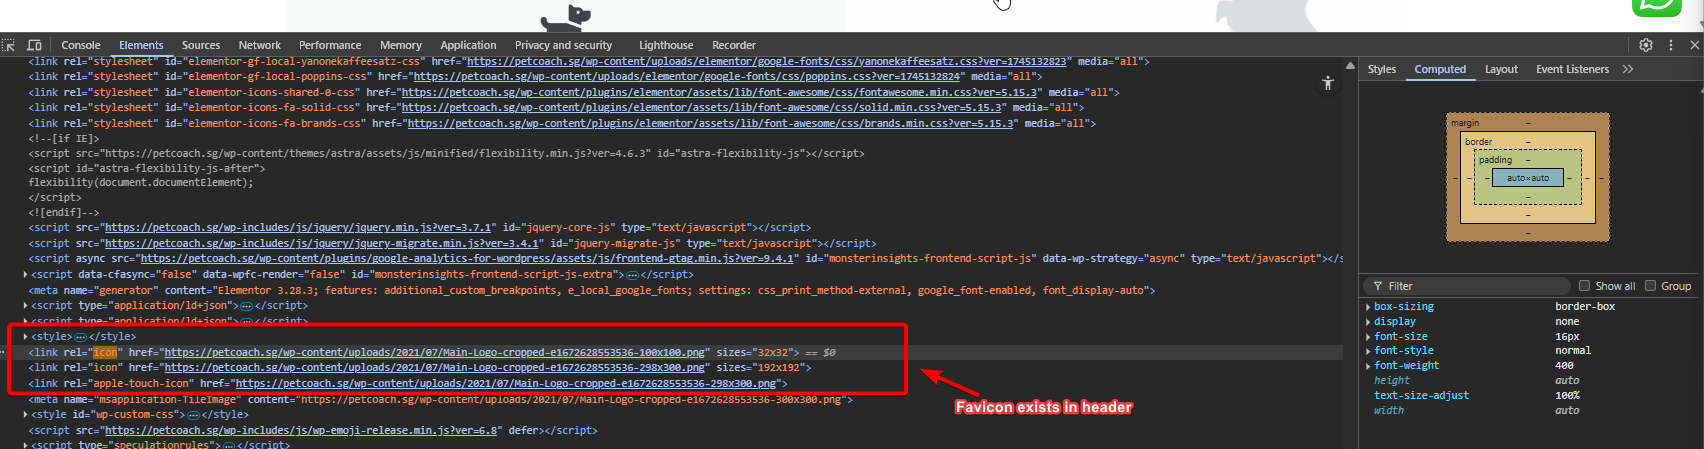 Console Elements Sources Network Performance Memory Application Privacy and security Lighthouse Recorder
<link rel="stylesheet" id="elementor-gf-local-yanonekaffeesatz-css" href="https://petcoach.sg/wp-content/uploads/elementor/google-fonts/css/yanonekaffeesatz.css?ver=1745132823" media="all">
<link rel="stylesheet" id="elementor-gf-local-poppins-css" href="https://petcoach.sg/wp-content/uploads/elementor/google-fonts/css/poppins.css?ver=1745132824" media="all">
<link rel="stylesheet" id="elementor-icons-shared-0-css" href="https://petcoach.sg/wp-content/plugins/elementor/assets/lib/font-awesome/css/fontawesome.min.css?ver=5.15.3" media="all">
<link rel="stylesheet" id="elementor-icons-fa-solid-css" href="https://petcoach.sg/wp-content/plugins/elementor/assets/lib/font-awesome/css/solid.min.css?ver=5.15.3" media="all">
<link rel="stylesheet" id="elementor-icons-fa-brands-css" href="https://petcoach.sg/wp-content/plugins/elementor/assets/lib/font-awesome/css/brands.min.css?ver=5.15.3" media="all">
<!--[if IE]>
<script src="https://petcoach.sg/wp-content/themes/astra/assets/js/minified/flexibility.min.js?ver=4.6.3" id="astra-flexibility-js"></script>
<script id="astra-flexibility-js-after">
flexibility(document.documentElement);
</script>
<![endif]-->
<script src="https://petcoach.sg/wp-includes/js/jquery/jquery.min.js?ver=3.7.1" id="jquery-core-js" type="text/javascript"></script>
<script src="https://petcoach.sg/wp-includes/js/jquery/jquery-migrate.min.js?ver=3.4.1" id="jquery-migrate-js" type="text/javascript"></script>
<script async src="https://petcoach.sg/wp-content/plugins/google-analytics-for-wordpress/assets/js/frontend-gtag.min.js?ver=9.4.1" id="monsterinsights-frontend-script-js" data-wp-strategy="async" type="text/javascript"></script>
<script data-cfasync="false" data-wpfc-render="false" id="monsterinsights-frontend-script-js-extra">…</script>
<meta name="generator" content="Elementor 3.28.3; features: additional_custom_breakpoints, e_local_google_fonts; settings: css_print_method-external, google_font-enabled, font_display-auto">
<script type="application/ld+json">…</script>
<script type="application/ld+json">…</script>
<style>…</style>
<link rel="icon" href="https://petcoach.sg/wp-content/uploads/2021/07/Main-Logo-cropped-e1672628553536-100x100.png" sizes="32x32"> == $0
<link rel="icon" href="https://petcoach.sg/wp-content/uploads/2021/07/Main-Logo-cropped-e1672628553536-298x300.png" sizes="192x192">
<link rel="apple-touch-icon" href="https://petcoach.sg/wp-content/uploads/2021/07/Main-Logo-cropped-e1672628553536-298x300.png">
<meta name="msapplication-TileImage" content="https://petcoach.sg/wp-content/uploads/2021/07/Main-Logo-cropped-e1672628553536-300x300.png">
<style id="wp-custom-css">…</style>
<script src="https://petcoach.sg/wp-includes/js/wp-emoji-release.min.js?ver=6.8" defer></script>
<script type="speculationrules">…</script>
Favicon exists in header
Styles Computed Layout Event Listeners
margin –
border –
padding –
– – – auto×auto – – –
–
–
–
Filter Show all Group
box-sizing border-box
display none
font-size 16px
font-style normal
font-weight 400
height auto
text-size-adjust 100%
width auto